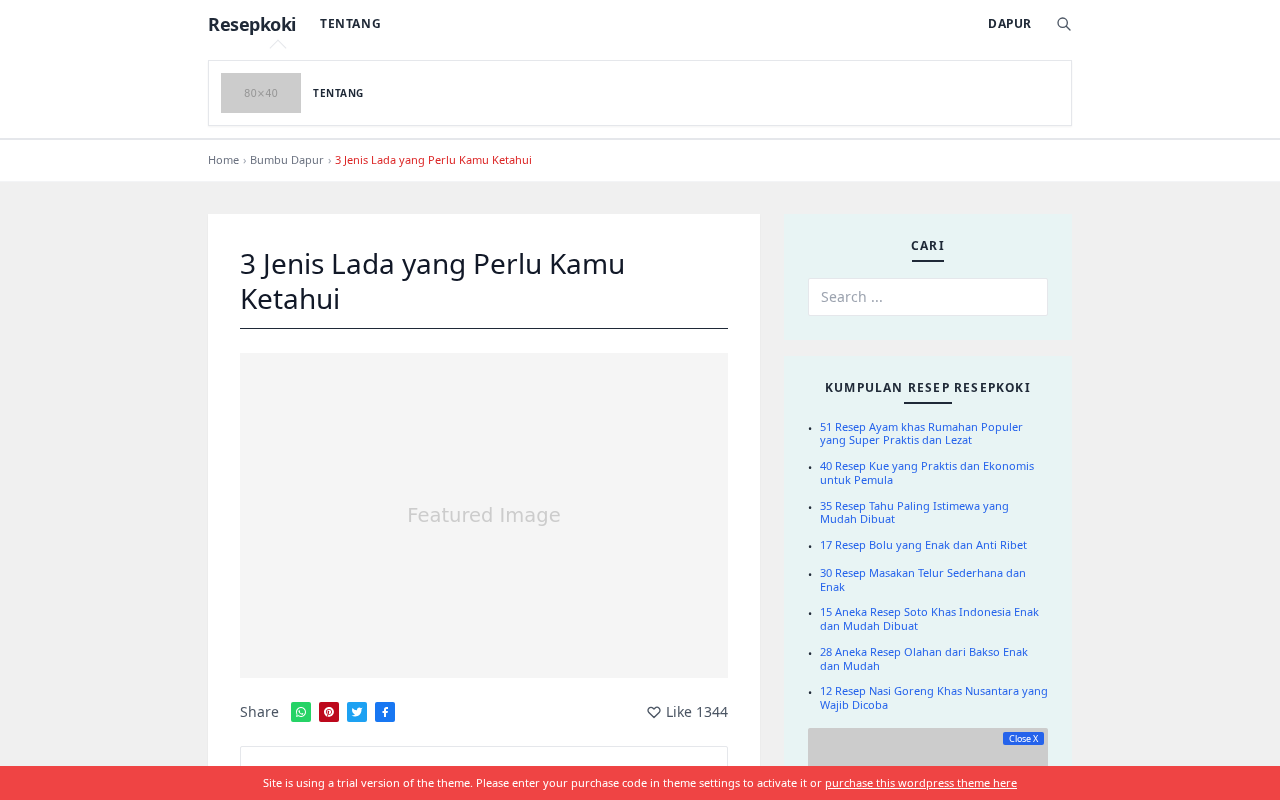 Resepkoki
TENTANG
DAPUR
80×40
TENTANG
Home › Bumbu Dapur › 3 Jenis Lada yang Perlu Kamu Ketahui
3 Jenis Lada yang Perlu Kamu
Ketahui
Featured Image
Share
Like 1344
CARI
Search ...
KUMPULAN RESEP RESEPKOKI
• 51 Resep Ayam khas Rumahan Populer
yang Super Praktis dan Lezat
• 40 Resep Kue yang Praktis dan Ekonomis
untuk Pemula
• 35 Resep Tahu Paling Istimewa yang
Mudah Dibuat
• 17 Resep Bolu yang Enak dan Anti Ribet
• 30 Resep Masakan Telur Sederhana dan
Enak
• 15 Aneka Resep Soto Khas Indonesia Enak
dan Mudah Dibuat
• 28 Aneka Resep Olahan dari Bakso Enak
dan Mudah
• 12 Resep Nasi Goreng Khas Nusantara yang
Wajib Dicoba
Close X
Site is using a trial version of the theme. Please enter your purchase code in theme settings to activate it or purchase this wordpress theme here